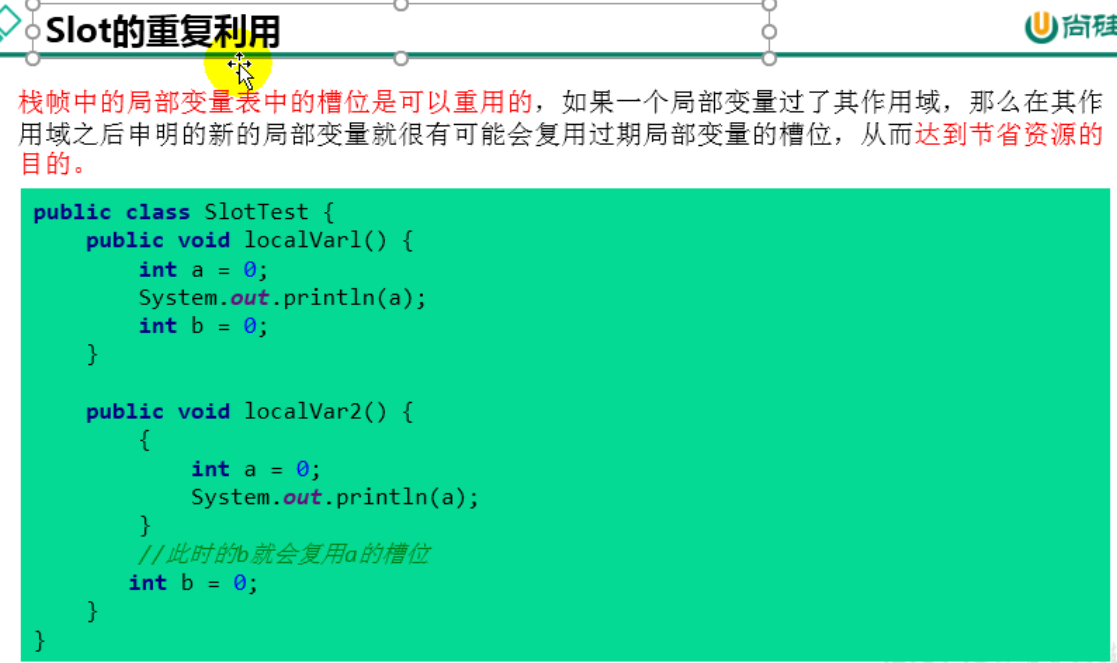 Slot的重复利用
尚硅
栈帧中的局部变量表中的槽位是可以重用的，如果一个局部变量过了其作用域，那么在其作
用域之后申明的新的局部变量就很有可能会复用过期局部变量的槽位，从而达到节省资源的
目的。
public class SlotTest {
    public void localVarl() {
        int a = 0;
        System.out.println(a);
        int b = 0;
    }
    public void localVar2() {
        {
            int a = 0;
            System.out.println(a);
        }
        //此时的b就会复用a的槽位
        int b = 0;
    }
}